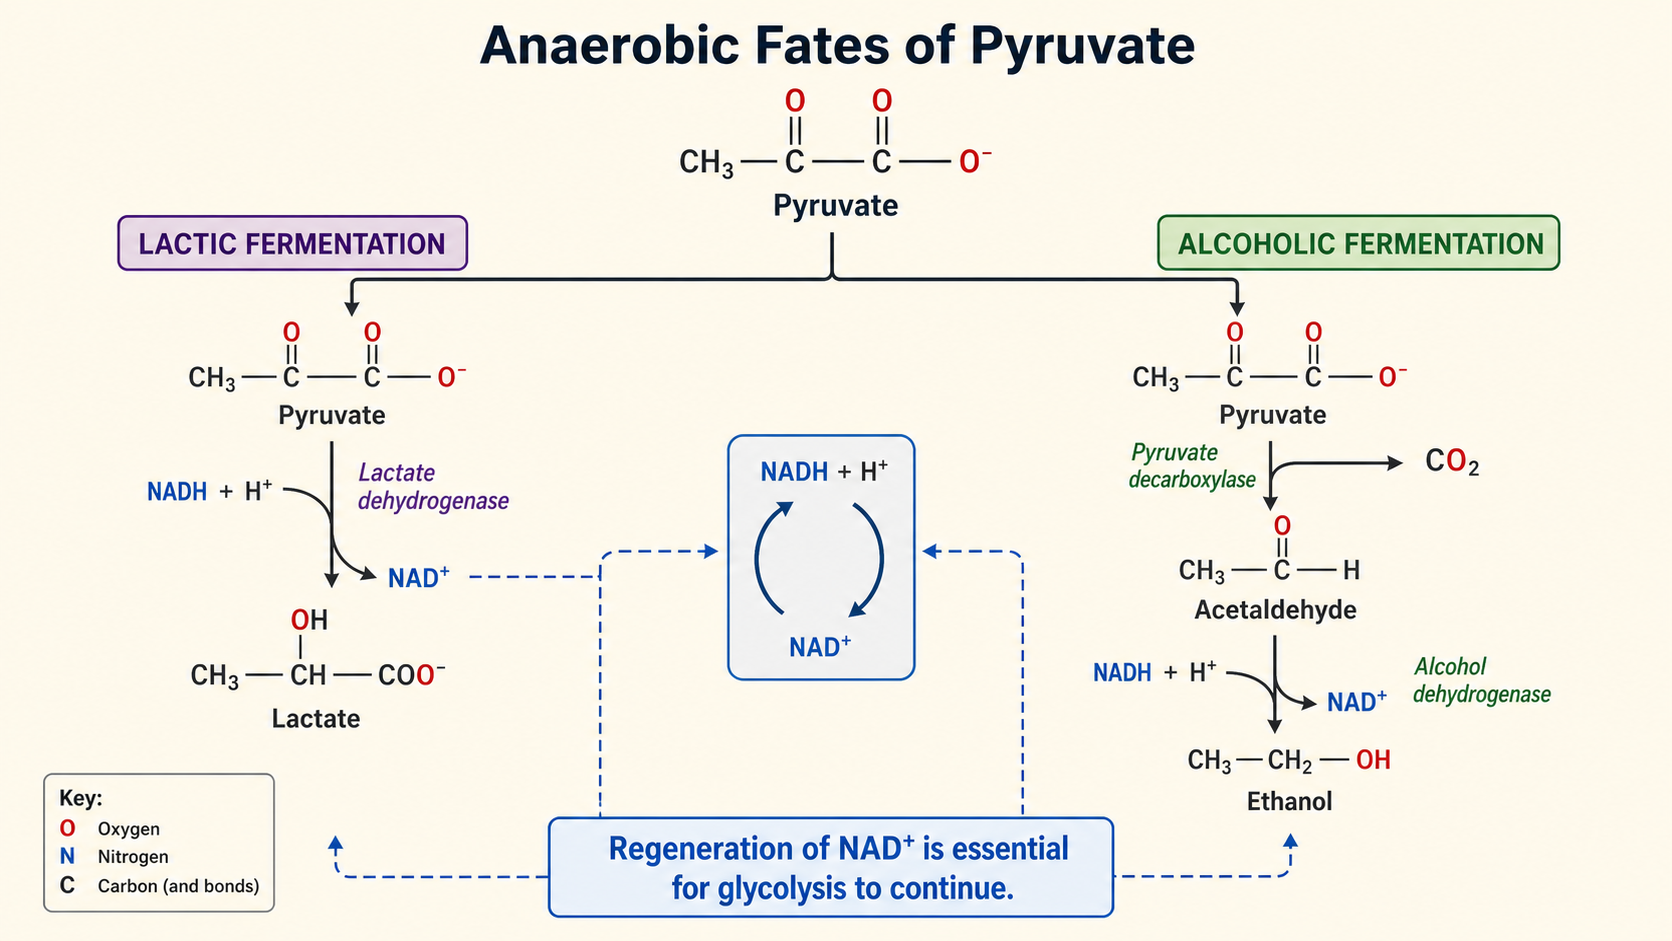 Anaerobic Fates of Pyruvate
O O
CH₃ C C O⁻
Pyruvate
LACTIC FERMENTATION
O O
CH₃ C C O⁻
Pyruvate
NADH + H⁺
Lactate
dehydrogenase
NAD⁺
OH
CH₃ CH COO⁻
Lactate
NADH + H⁺
NAD⁺
ALCOHOLIC FERMENTATION
O O
CH₃ C C O⁻
Pyruvate
Pyruvate
decarboxylase
CO₂
O
CH₃ C H
Acetaldehyde
NADH + H⁺
NAD⁺
Alcohol
dehydrogenase
CH₃ CH₂ OH
Ethanol
Key:
O Oxygen
N Nitrogen
C Carbon (and bonds)
Regeneration of NAD⁺ is essential
for glycolysis to continue.